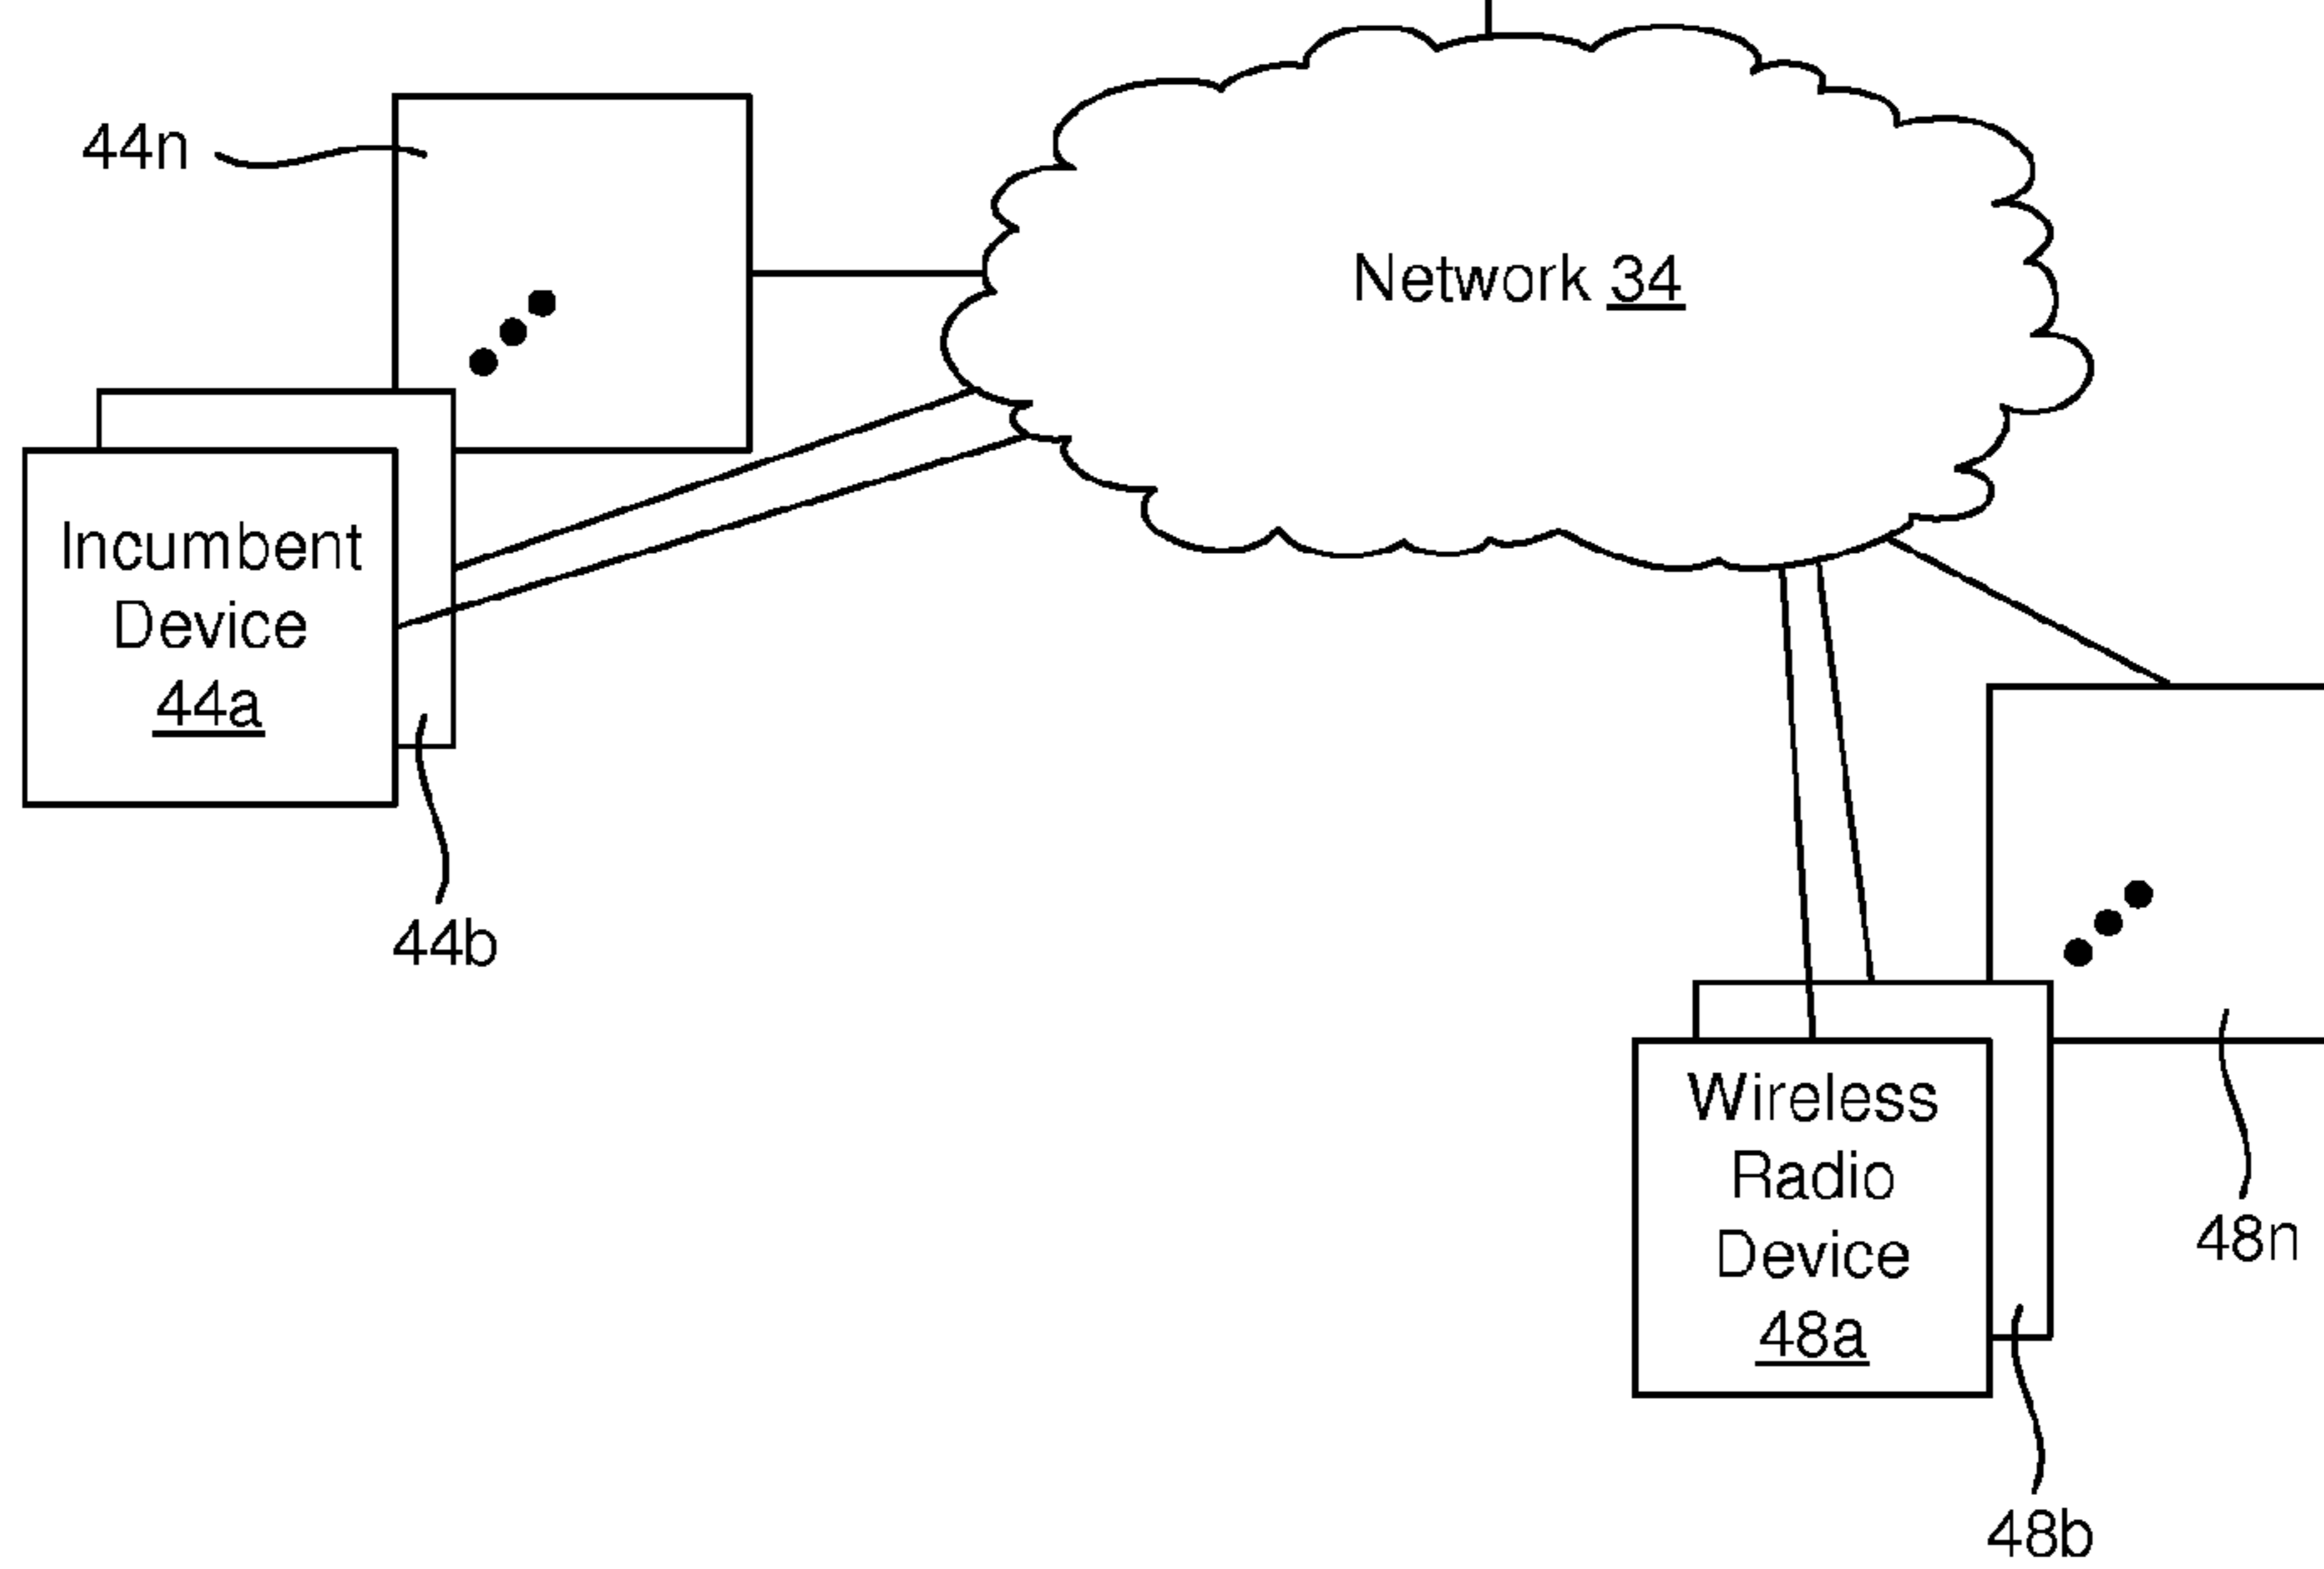 44n
Network 34
Incumbent
Device
44a
44b
Wireless
Radio
Device
48a
48n
48b